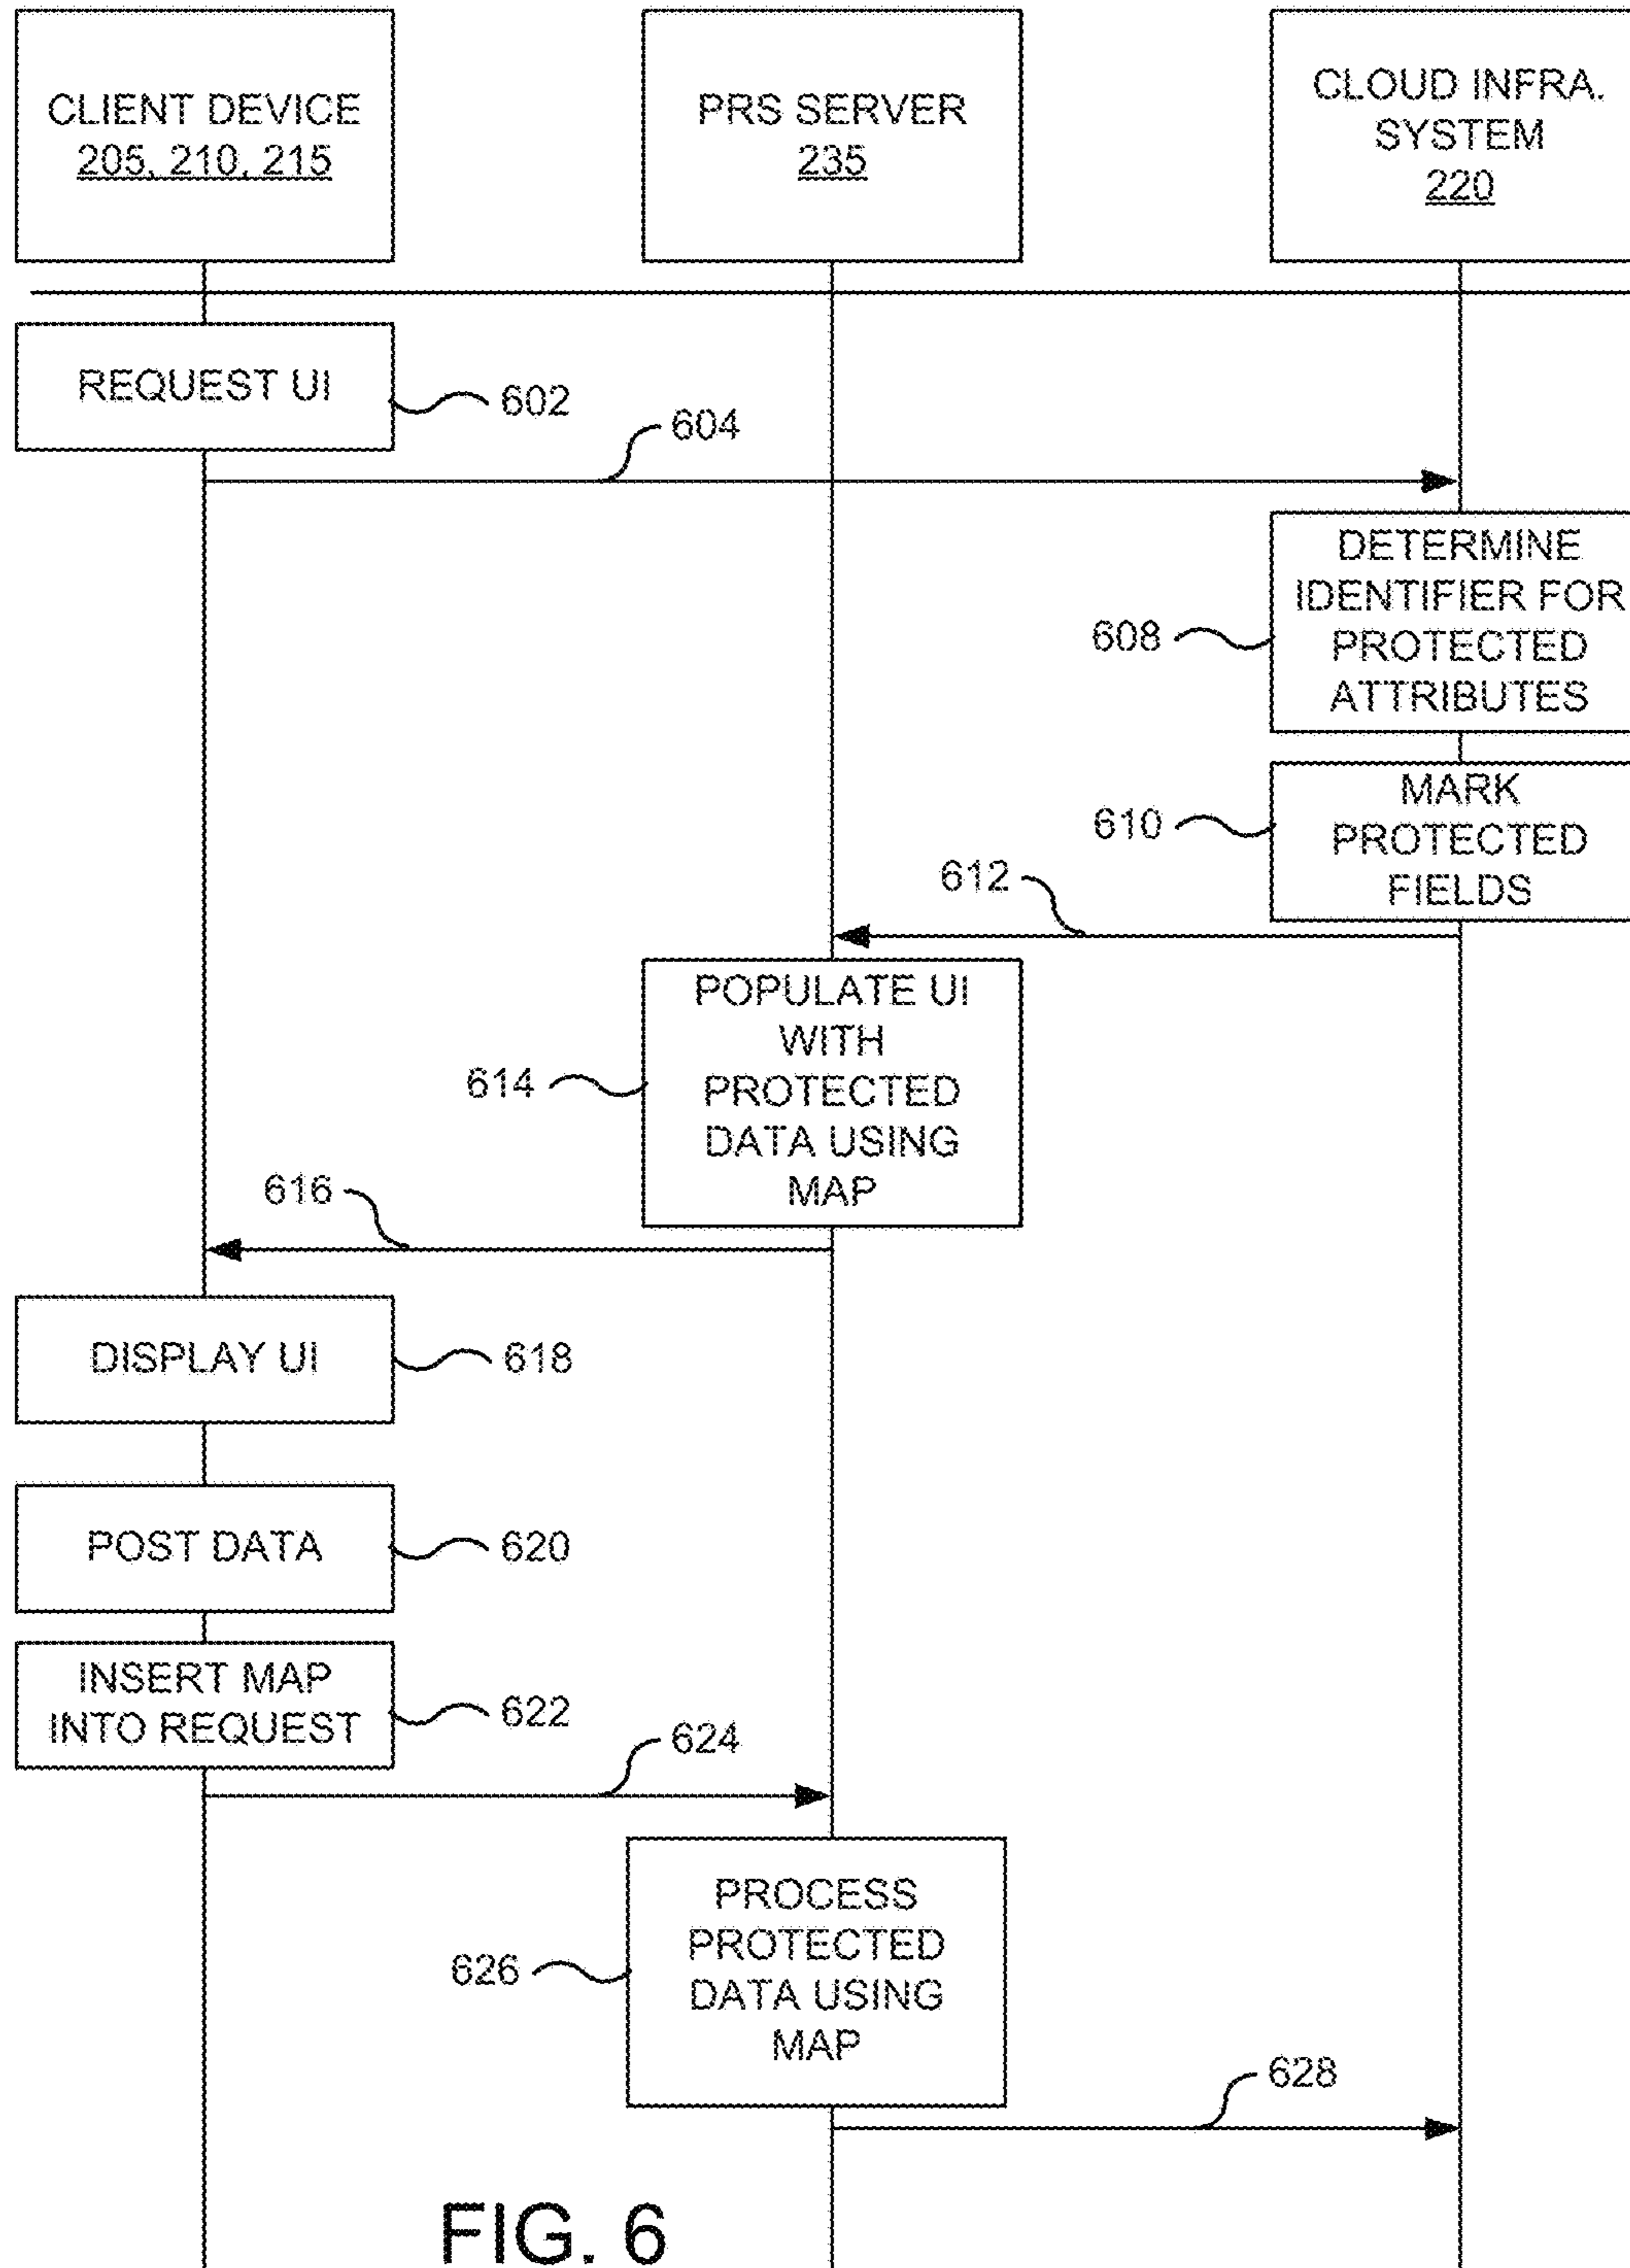 CLIENT DEVICE
205, 210, 215
PRS SERVER
235
CLOUD INFRA.
SYSTEM
220
REQUEST UI
602
604
DETERMINE
IDENTIFIER FOR
PROTECTED
ATTRIBUTES
608
MARK
PROTECTED
FIELDS
610
612
POPULATE UI
WITH
PROTECTED
DATA USING
MAP
614
616
DISPLAY UI
618
POST DATA
620
INSERT MAP
INTO REQUEST
622
624
PROCESS
PROTECTED
DATA USING
MAP
626
628
FIG. 6